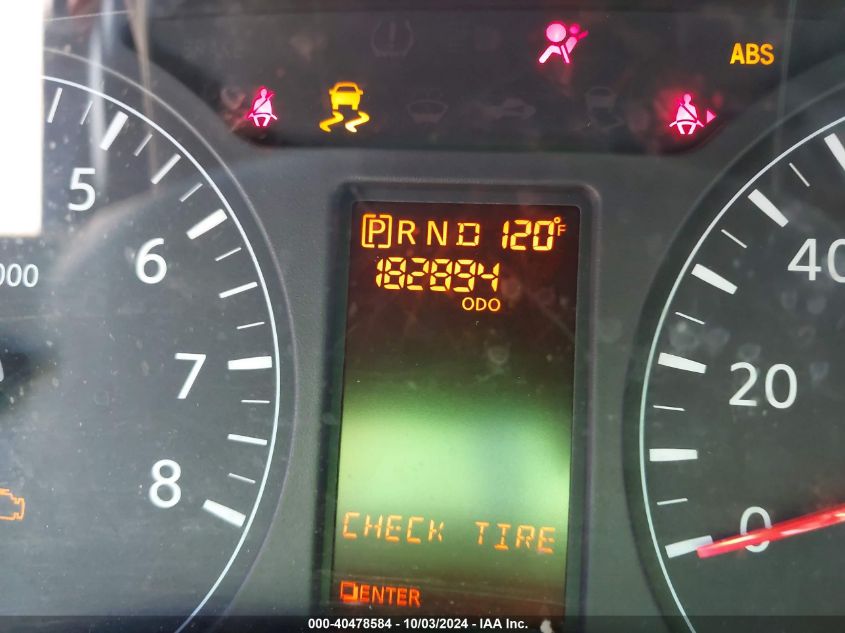 ABS
5
6
7
8
000
[P] R N D 120°F
182894
ODO
40
20
0
CHECK TIRE
ENTER
000-40478584 - 10/03/2024 - IAA Inc.